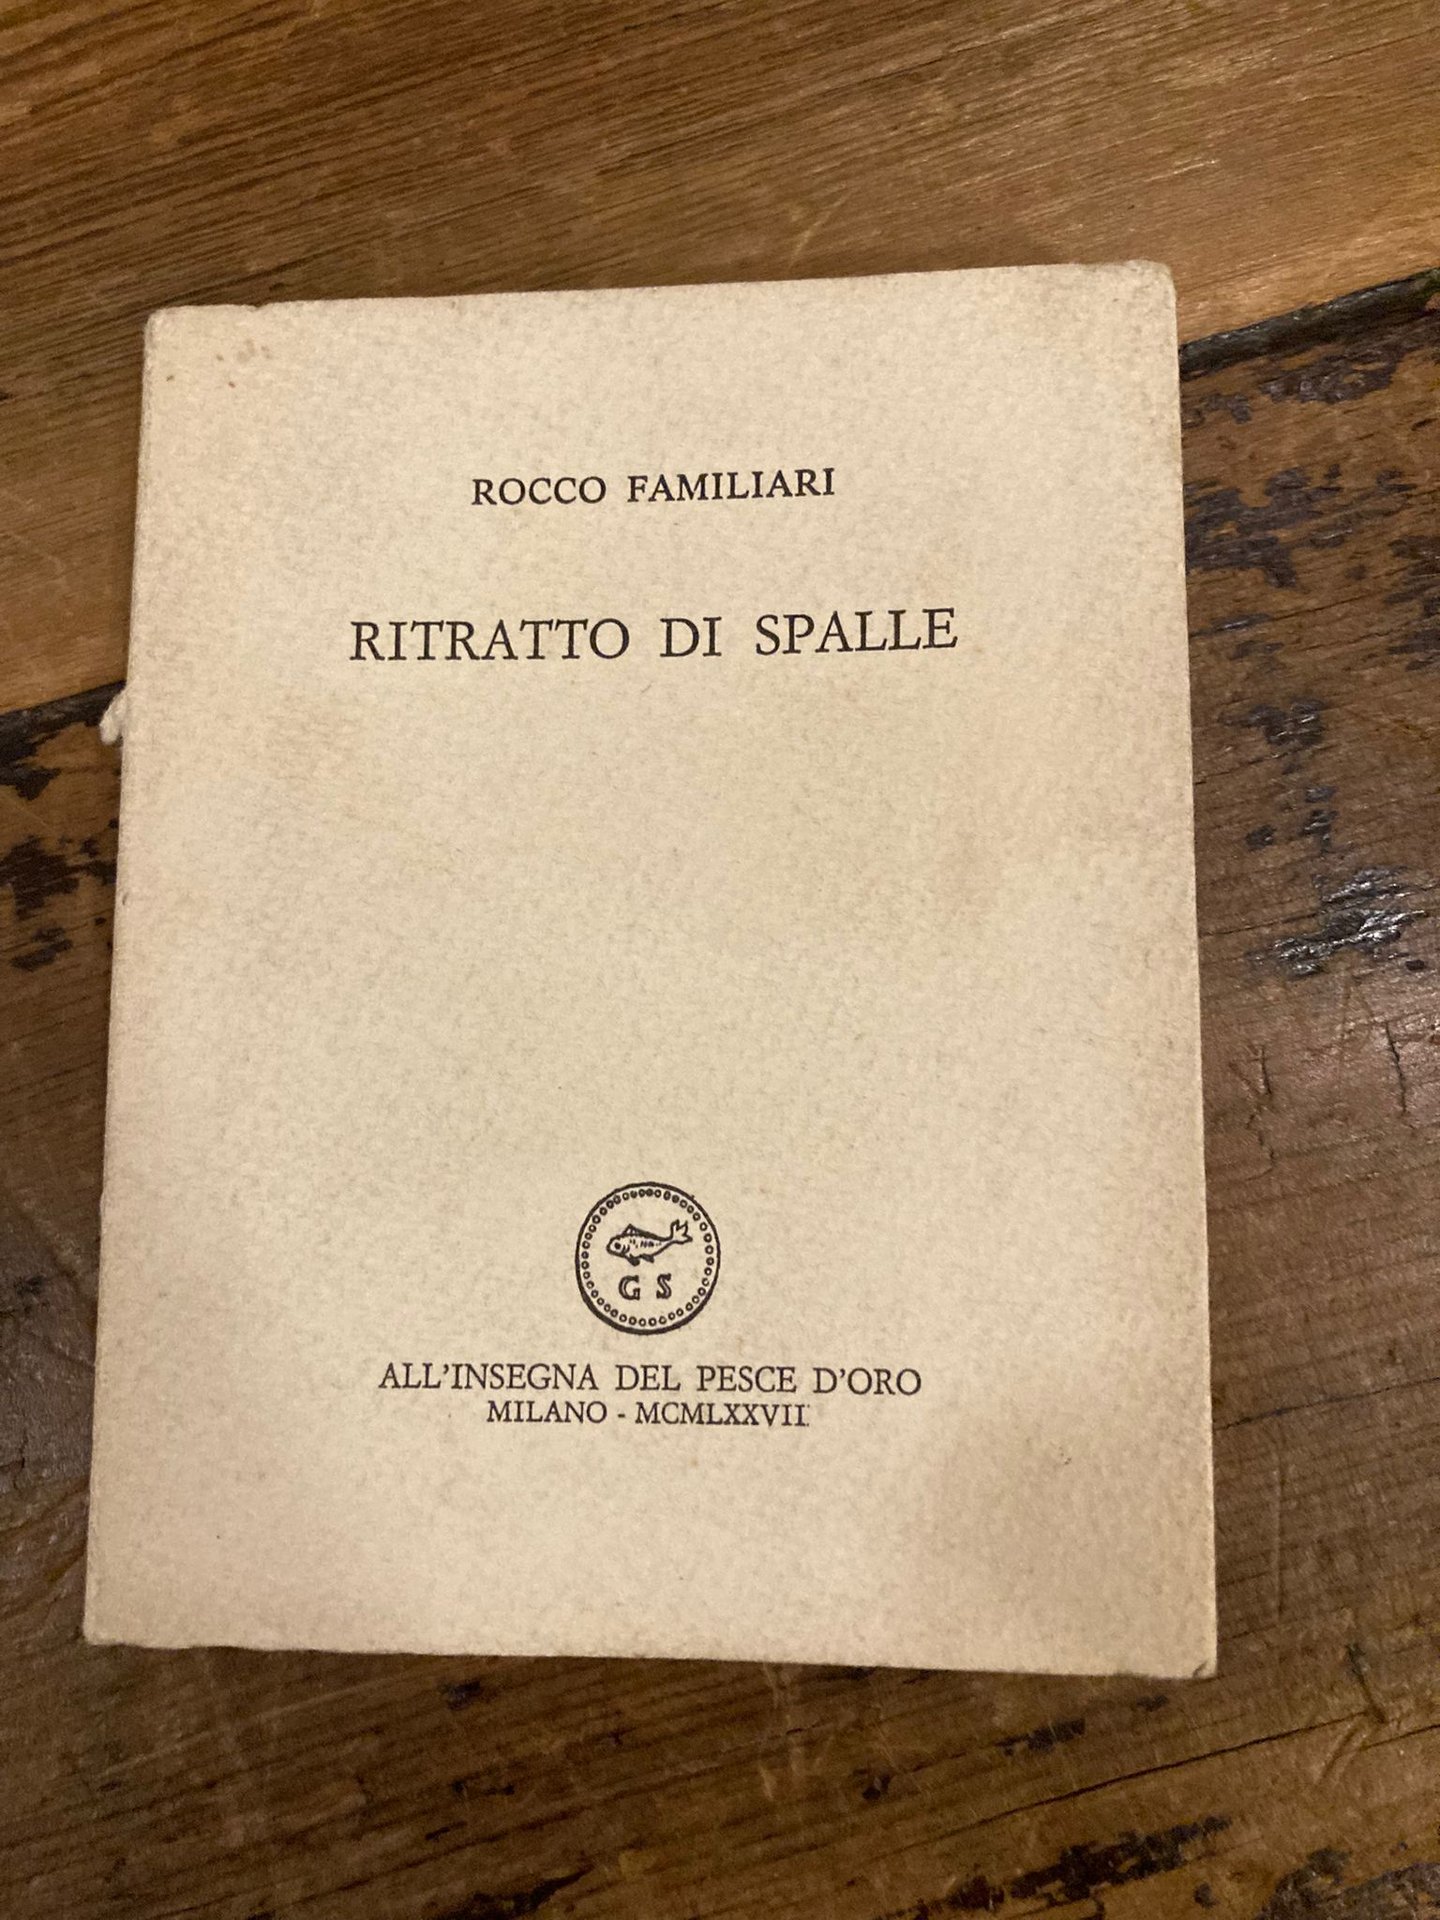 ROCCO FAMILIARI
RITRATTO DI SPALLE
G S
ALL'INSEGNA DEL PESCE D'ORO
MILANO - MCMLXXVII